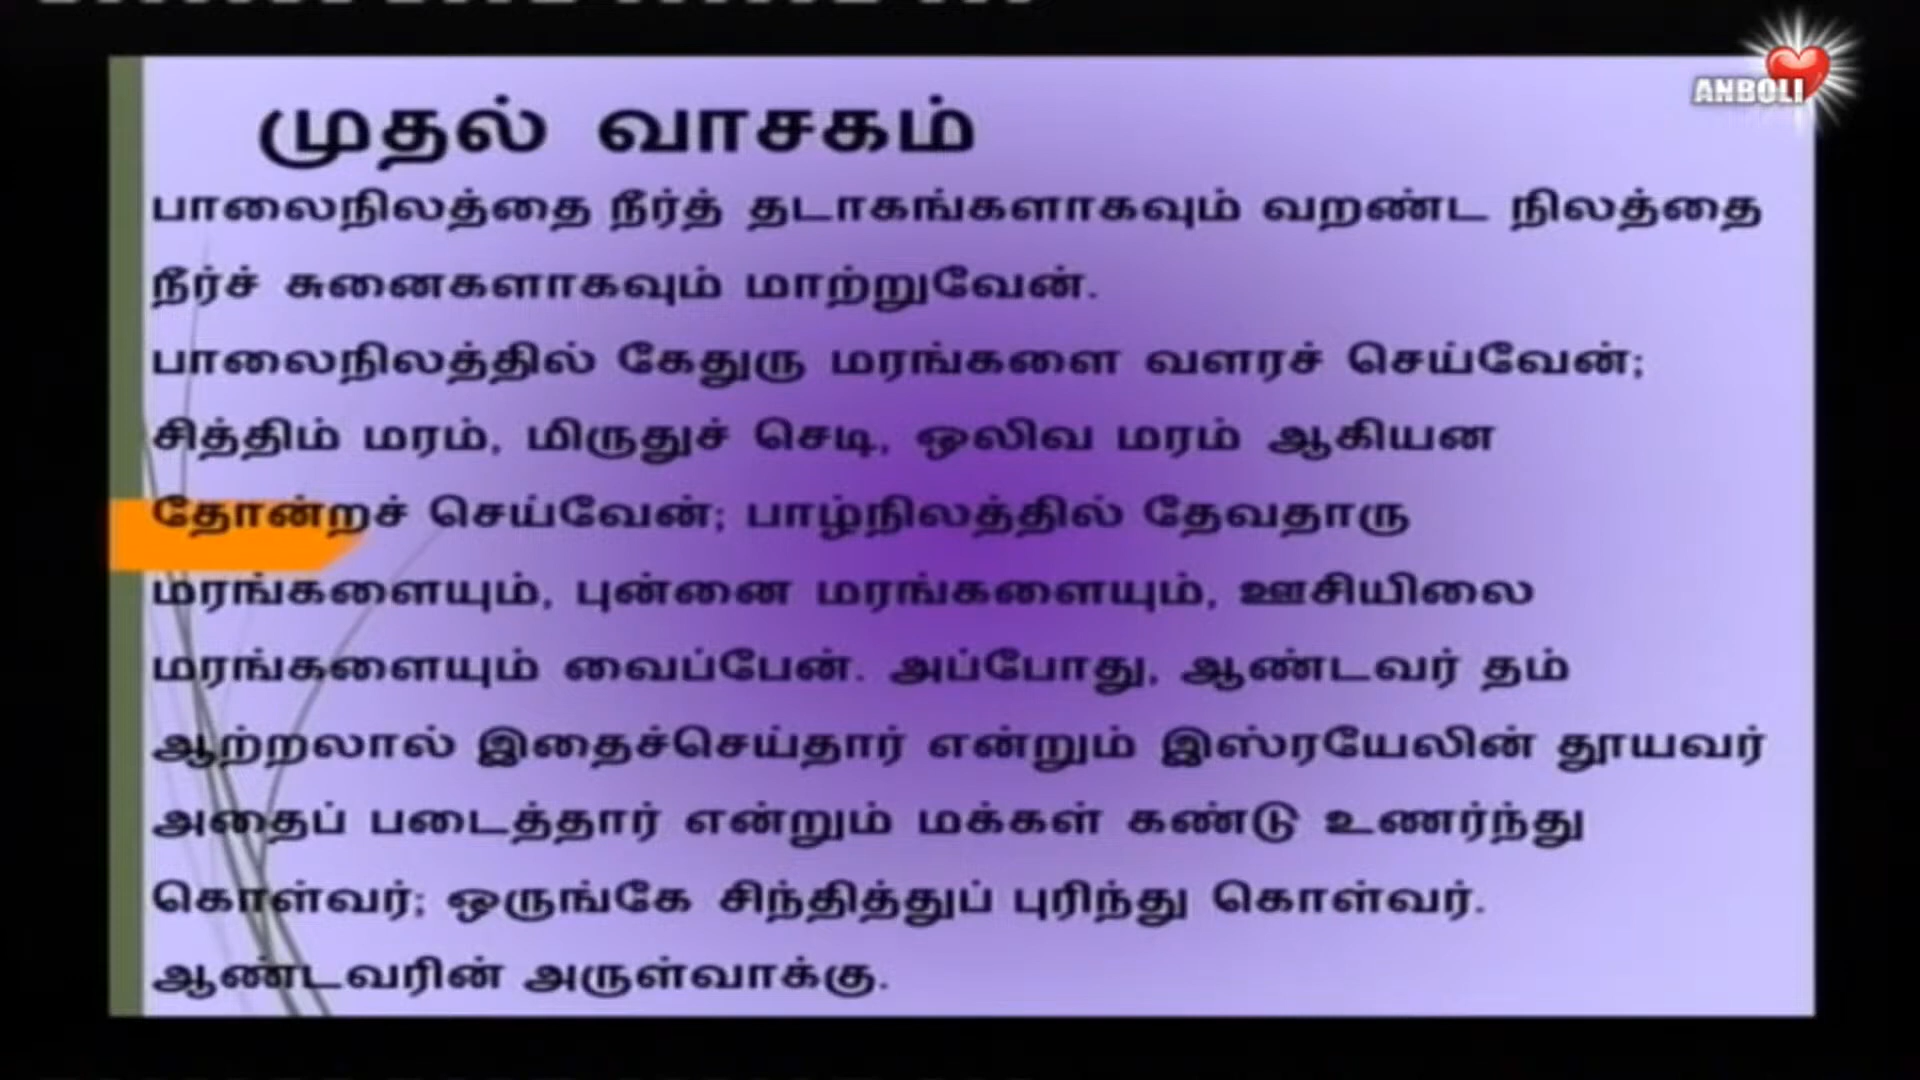 ANBOLI
முதல் வாசகம்
பாலைநிலத்தை நீர்த் தடாகங்களாகவும் வறண்ட நிலத்தை
நீர்ச் சுனைகளாகவும் மாற்றுவேன்.
பாலைநிலத்தில் கேதுரு மரங்களை வளரச் செய்வேன்;
சித்திம் மரம், மிருதுச் செடி, ஒலிவ மரம் ஆகியன
தோன்றச் செய்வேன்; பாழ்நிலத்தில் தேவதாரு
மரங்களையும், புன்னை மரங்களையும், ஊசியிலை
மரங்களையும் வைப்பேன். அப்போது, ஆண்டவர் தம்
ஆற்றலால் இதைச்செய்தார் என்றும் இஸ்ரயேலின் தூயவர்
அதைப் படைத்தார் என்றும் மக்கள் கண்டு உணர்ந்து
கொள்வர்; ஒருங்கே சிந்தித்துப் புரிந்து கொள்வர்.
ஆண்டவரின் அருள்வாக்கு.